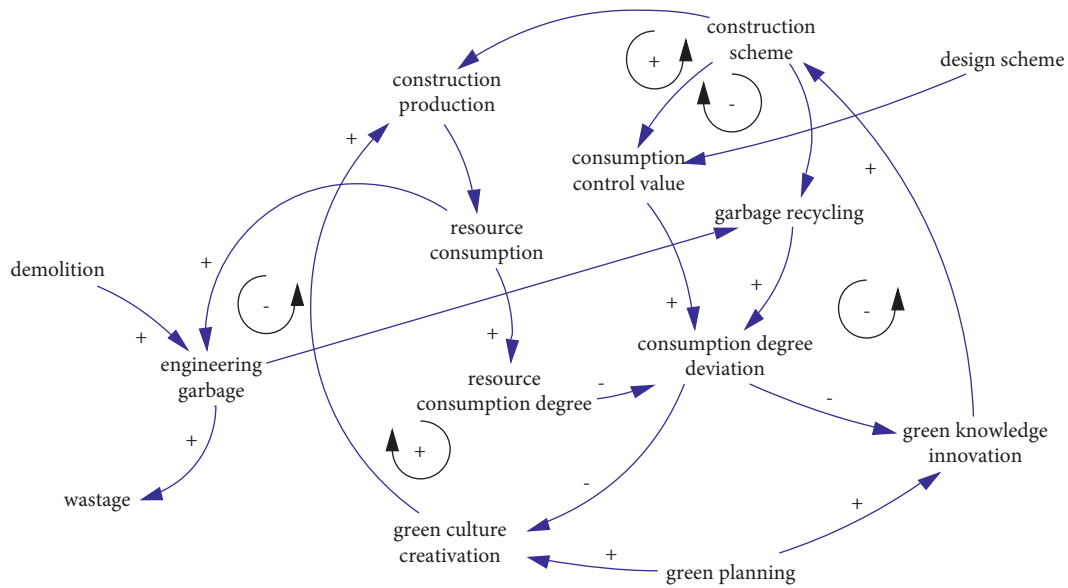 construction
scheme
design scheme
construction
production
+
-
+
consumption
control value
+
garbage recycling
resource
consumption
demolition
+
-
+
+
-
+
+
consumption degree
deviation
engineering
garbage
resource
consumption degree
-
-
+
+
green knowledge
innovation
wastage
-
+
green culture
creativation
+
green planning